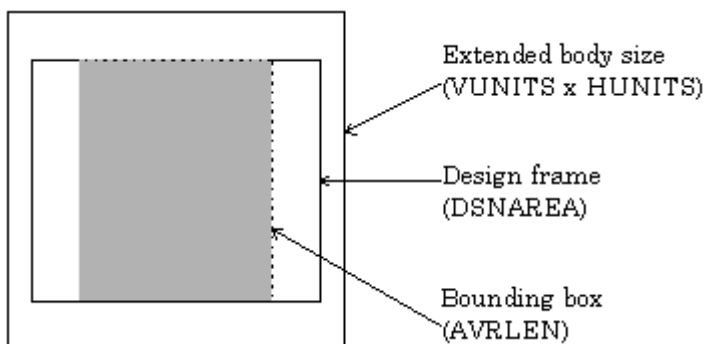 Extended body size
(VUNITS x HUNITS)
Design frame
(DSNAREA)
Bounding box
(AVRLEN)